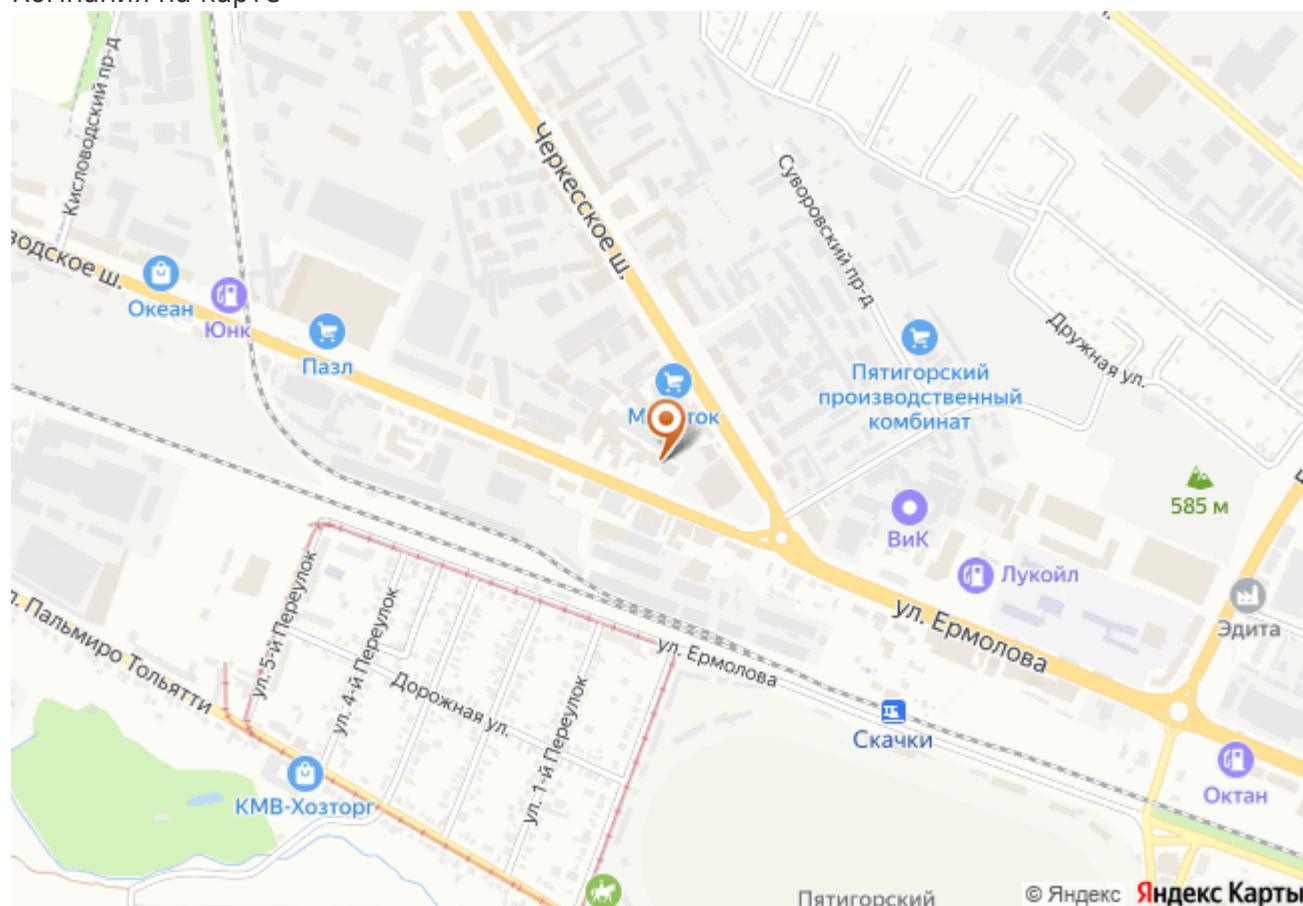 Кисловодский пр-д
Черкесское ш.
Суворовский пр-д
водское ш.
Океан
Юнк
Пазл
Дружная ул.
Пятигорский
производственный
комбинат
585 м
ВиК
Лукойл
ул. Ермолова
Эдита
ул. 5-й Переулок
ул. 4-й Переулок
ул. Ермолова
Пальмиро Тольятти
Дорожная ул.
ул. 1-й Переулок
Скачки
КМВ-Хозторг
Октан
Пятигорский
© Яндекс Яндекс Карты